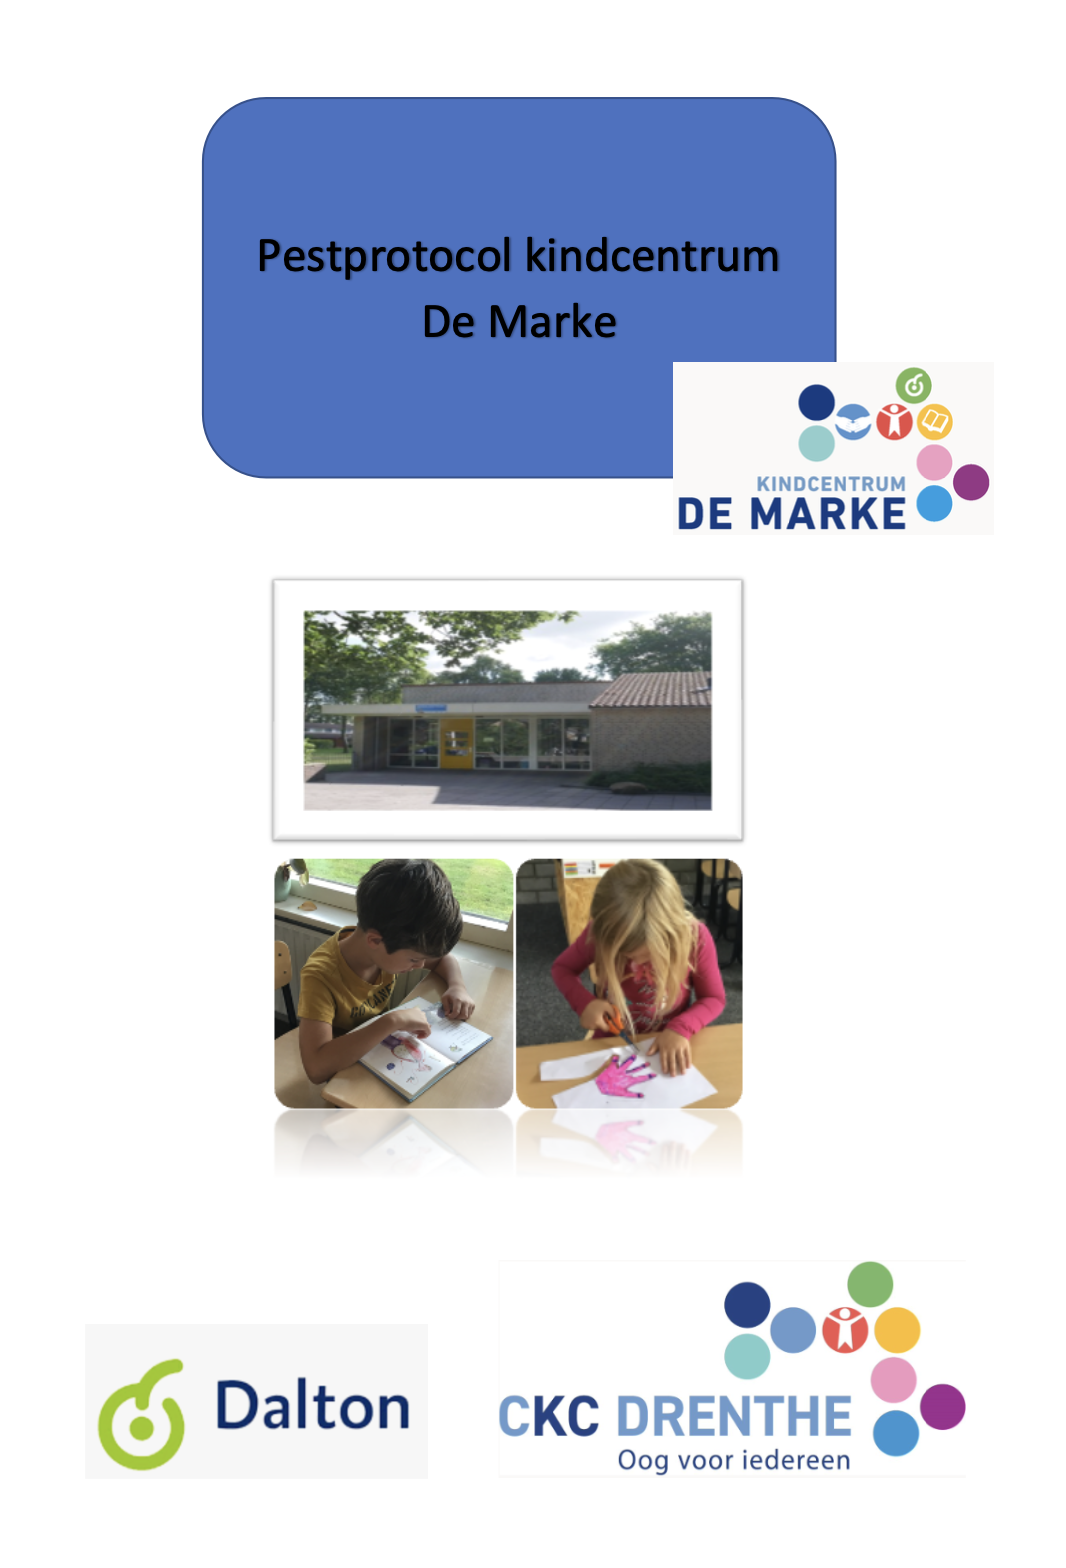 Pestprotocol kindcentrum
De Marke
KINDCENTRUM
DE MARKE
Dalton
CKC DRENTHE
Oog voor iedereen